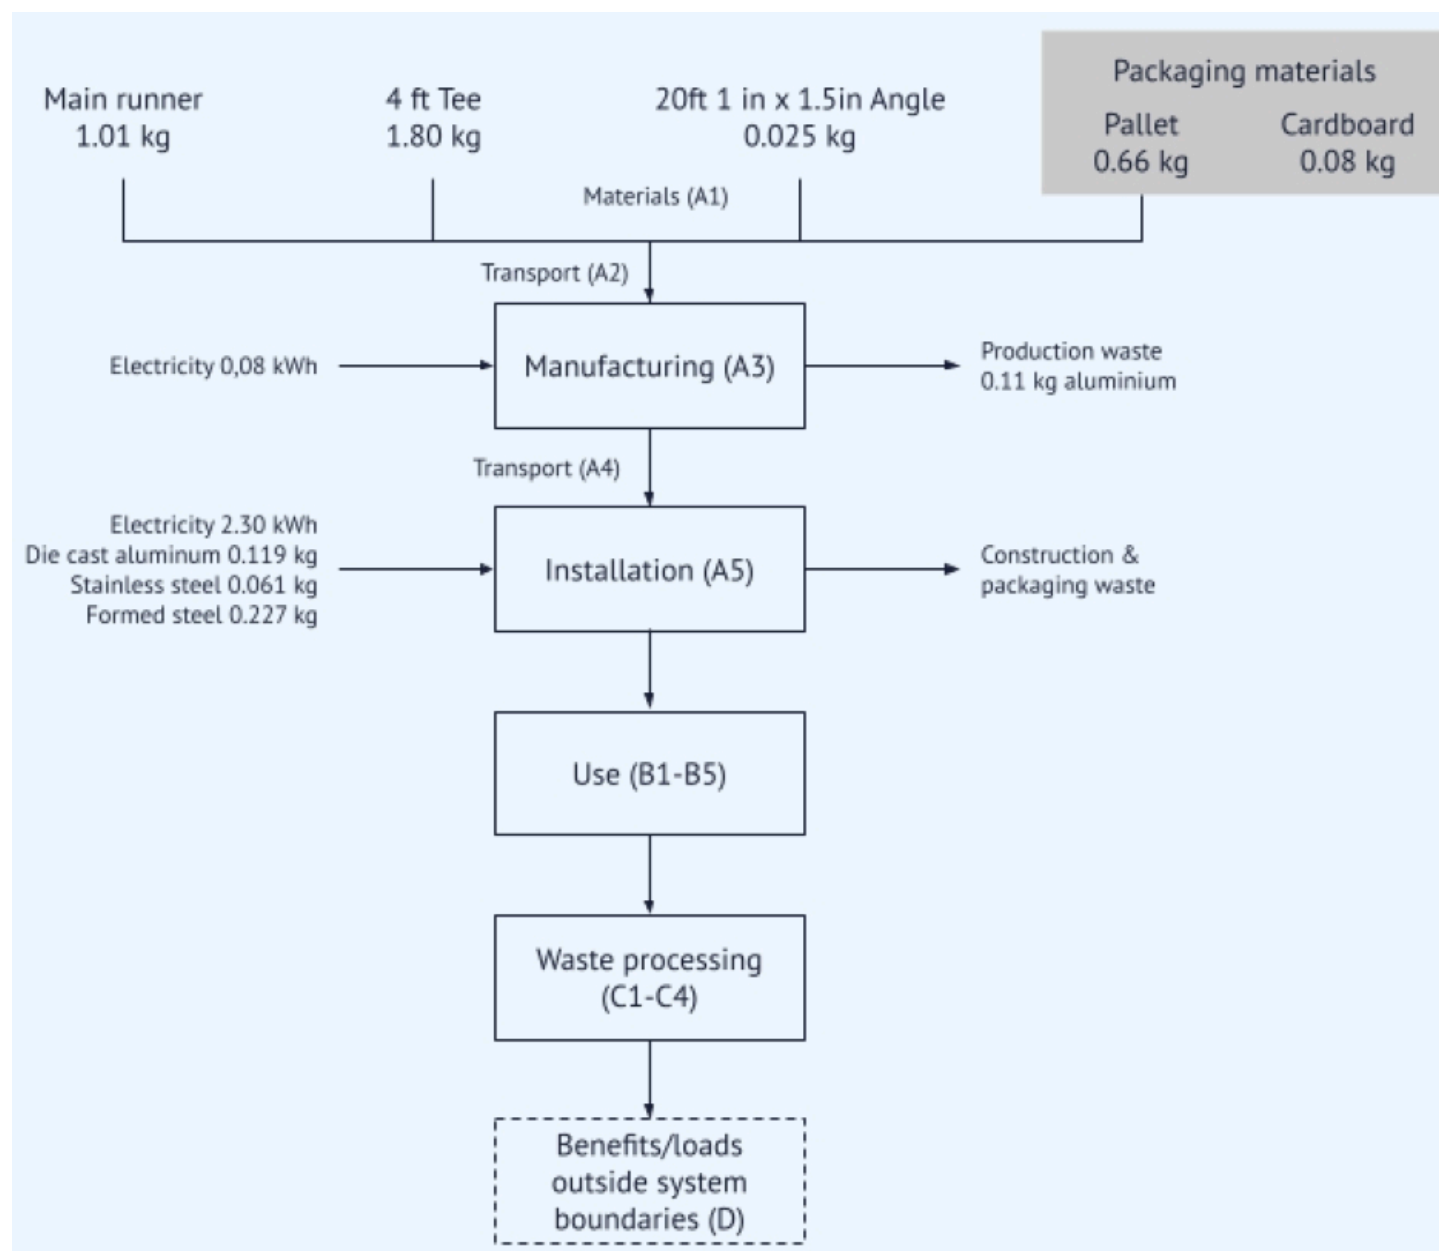 Packaging materials
Main runner
1.01 kg
4 ft Tee
1.80 kg
20ft 1 in x 1.5in Angle
0.025 kg
Pallet
0.66 kg
Cardboard
0.08 kg
Materials (A1)
Transport (A2)
Electricity 0,08 kWh
Manufacturing (A3)
Production waste
0.11 kg aluminium
Transport (A4)
Electricity 2.30 kWh
Die cast aluminum 0.119 kg
Stainless steel 0.061 kg
Formed steel 0.227 kg
Installation (A5)
Construction &
packaging waste
Use (B1-B5)
Waste processing
(C1-C4)
Benefits/loads
outside system
boundaries (D)